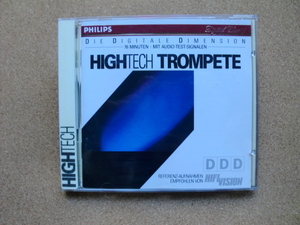 PHILIPS
DIE DIGITALE DIMENSION
MINUTEN · MIT AUDIO-TEST-SIGNALEN
HIGHTECH TROMPETE
DDD
REFERENZ-AUFNAHMEN
EMPFOHLEN VON HIFI VISION
HIGHTECH